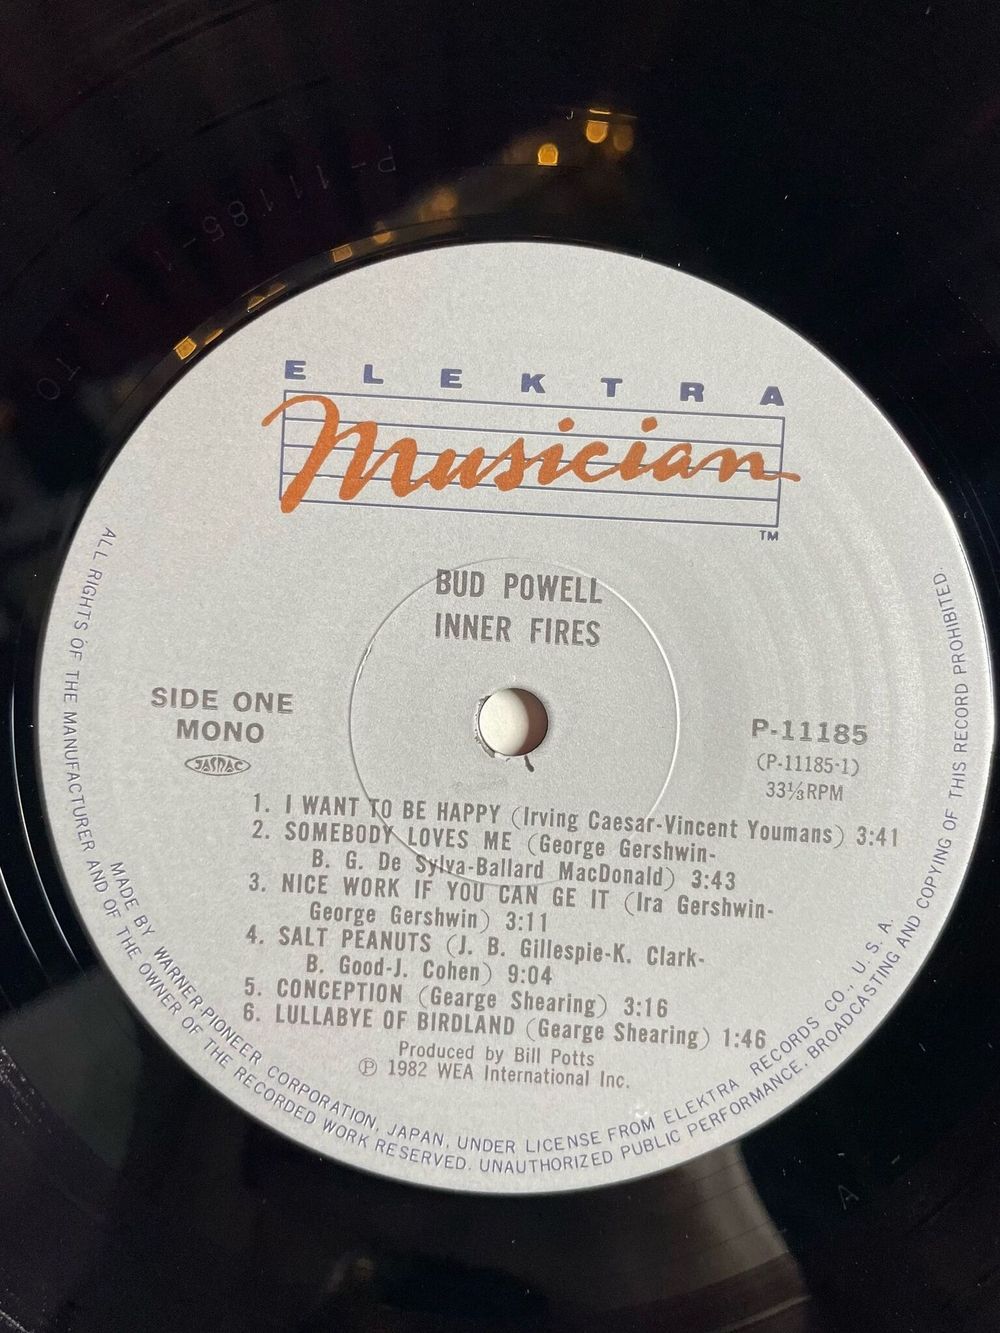 P-11185-1
TO
ELEKTRA
Musician
TM
BUD POWELL
INNER FIRES
SIDE ONE
MONO
JASRAC
P-11185
(P-11185-1)
33⅓RPM
1. I WANT TO BE HAPPY (Irving Caesar-Vincent Youmans) 3:41
2. SOMEBODY LOVES ME (George Gershwin-
B. G. De Sylva-Ballard MacDonald) 3:43
3. NICE WORK IF YOU CAN GE IT (Ira Gershwin-
George Gershwin) 3:11
4. SALT PEANUTS (J. B. Gillespie-K. Clark-
B. Good-J. Cohen) 9:04
5. CONCEPTION (Gearge Shearing) 3:16
6. LULLABYE OF BIRDLAND (Gearge Shearing) 1:46
Produced by Bill Potts
℗ 1982 WEA International Inc.
MADE BY WARNER-PIONEER CORPORATION, JAPAN, UNDER LICENSE FROM ELEKTRA RECORDS CO., U. S. A.
ALL RIGHTS OF THE MANUFACTURER AND OF THE OWNER OF THE RECORDED WORK RESERVED. UNAUTHORIZED PUBLIC PERFORMANCE, BROADCASTING AND COPYING OF THIS RECORD PROHIBITED.
A